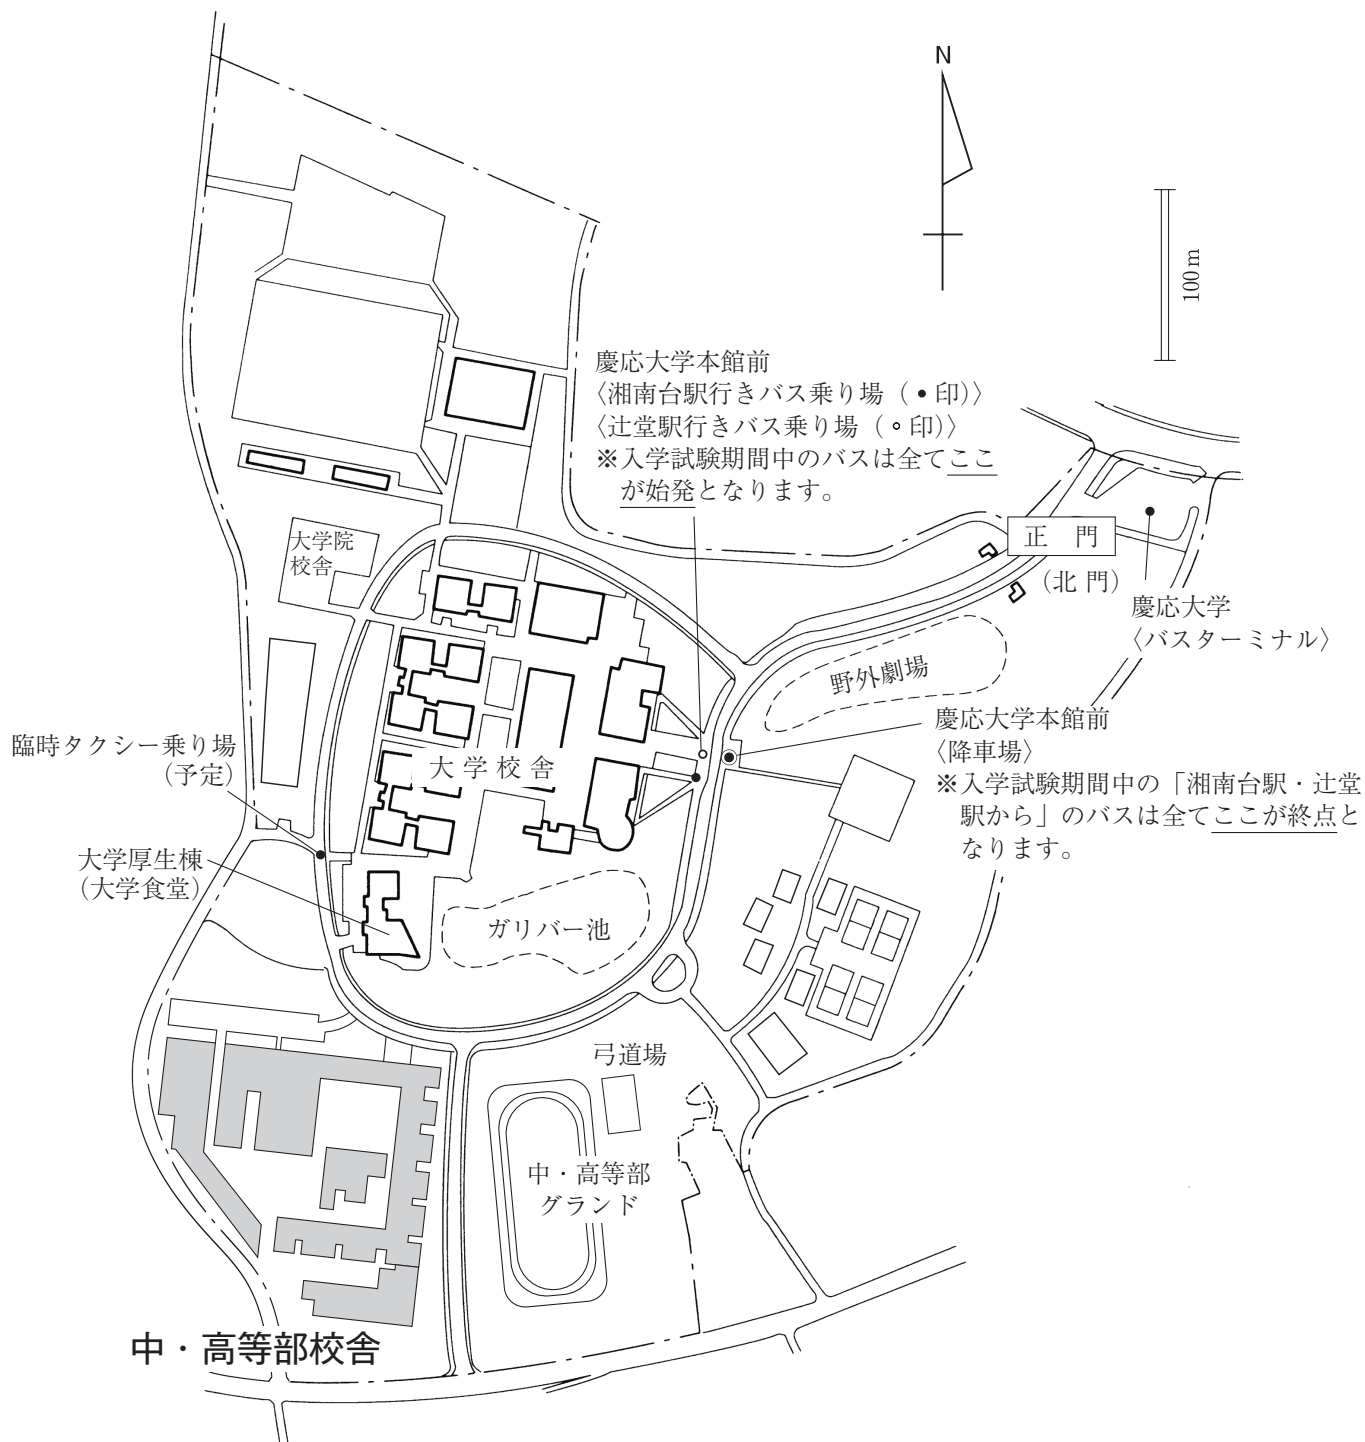 N
100m
慶応大学本館前
〈湘南台駅行きバス乗り場（•印）〉
〈辻堂駅行きバス乗り場（∘印）〉
※入学試験期間中のバスは全てここ
が始発となります。
正　門
（北 門）
慶応大学
〈バスターミナル〉
大学院
校舎
野外劇場
慶応大学本館前
〈降車場〉
※入学試験期間中の「湘南台駅・辻堂
駅から」のバスは全てここが終点と
なります。
臨時タクシー乗り場
（予定）
大 学 校 舎
大学厚生棟
（大学食堂）
ガリバー池
弓道場
中・高等部
グランド
中・高等部校舎